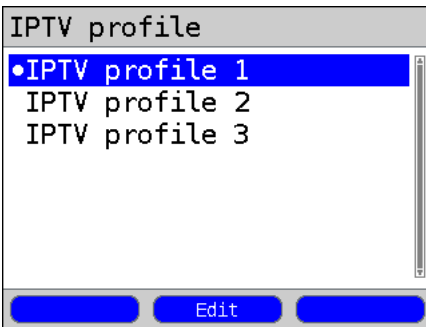 IPTV profile
•IPTV profile 1
IPTV profile 2
IPTV profile 3
Edit